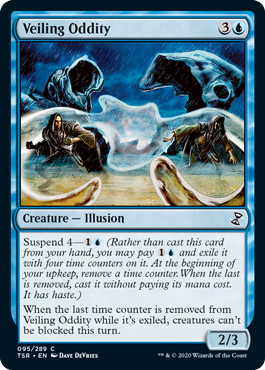 Veiling Oddity 3
Creature — Illusion
Suspend 4—1 (Rather than cast this card
from your hand, you may pay 1 and exile it
with four time counters on it. At the beginning of
your upkeep, remove a time counter. When the last
is removed, cast it without paying its mana cost.
It has haste.)
When the last time counter is removed from
Veiling Oddity while it's exiled, creatures can't
be blocked this turn.
2/3
095/289 C
TSR • EN Dave DeVries
™ & © 2020 Wizards of the Coast